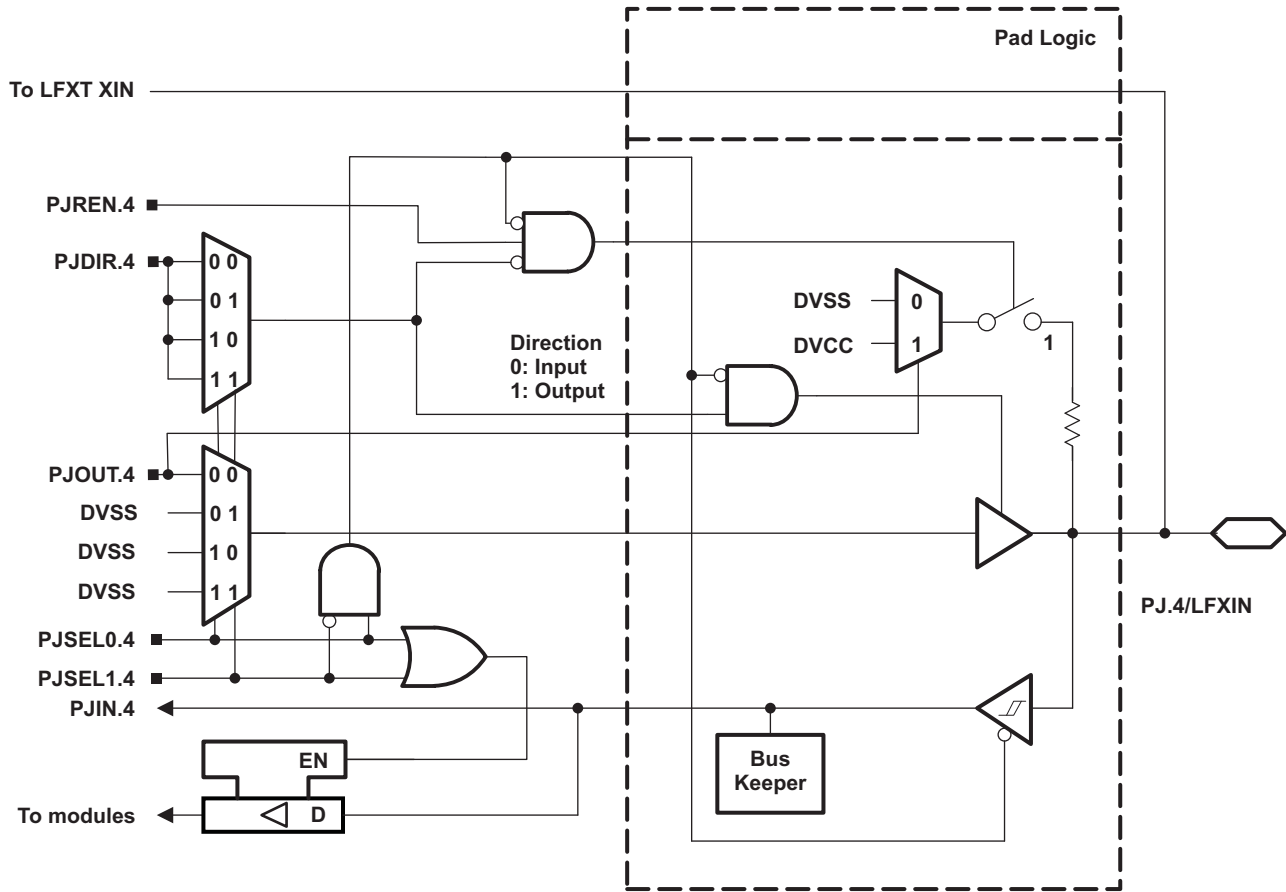 Pad Logic
To LFXT XIN
PJREN.4
PJDIR.4
0 0
0 1
1 0
1 1
Direction
0: Input
1: Output
DVSS
0
DVCC
1
1
PJOUT.4
0 0
DVSS
0 1
DVSS
1 0
DVSS
1 1
PJ.4/LFXIN
PJSEL0.4
PJSEL1.4
PJIN.4
EN
Bus
Keeper
To modules
D